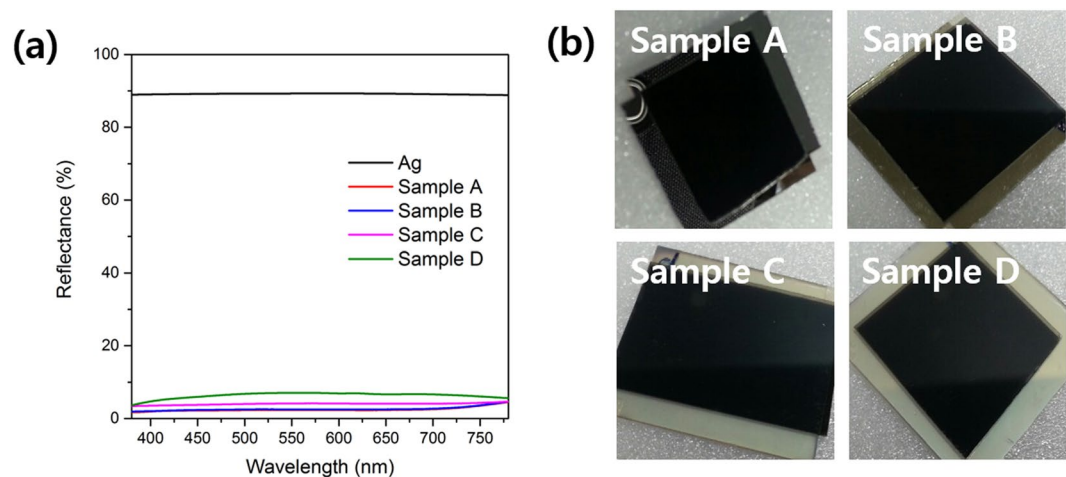 (a)
100
80
60
40
20
0
Reflectance (%)
400 450 500 550 600 650 700 750
Wavelength (nm)
Ag
Sample A
Sample B
Sample C
Sample D
(b)
Sample A
Sample B
Sample C
Sample D